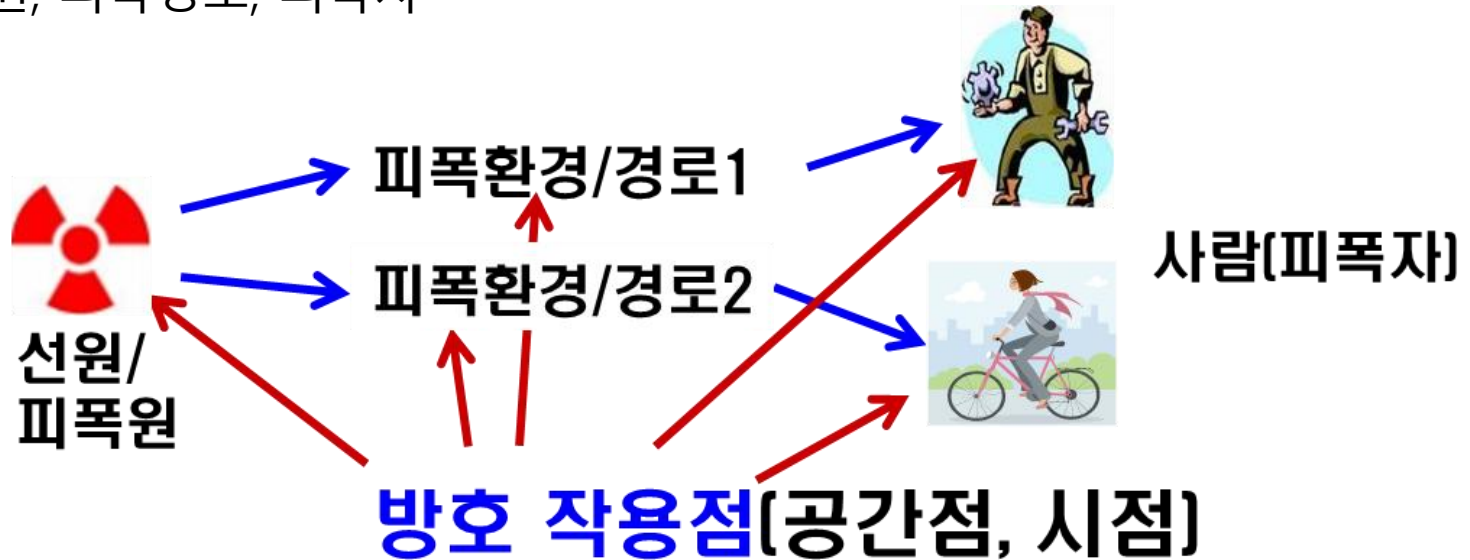 피폭환경/경로1
사람(피폭자)
피폭환경/경로2
선원/
피폭원
방호 작용점(공간점, 시점)